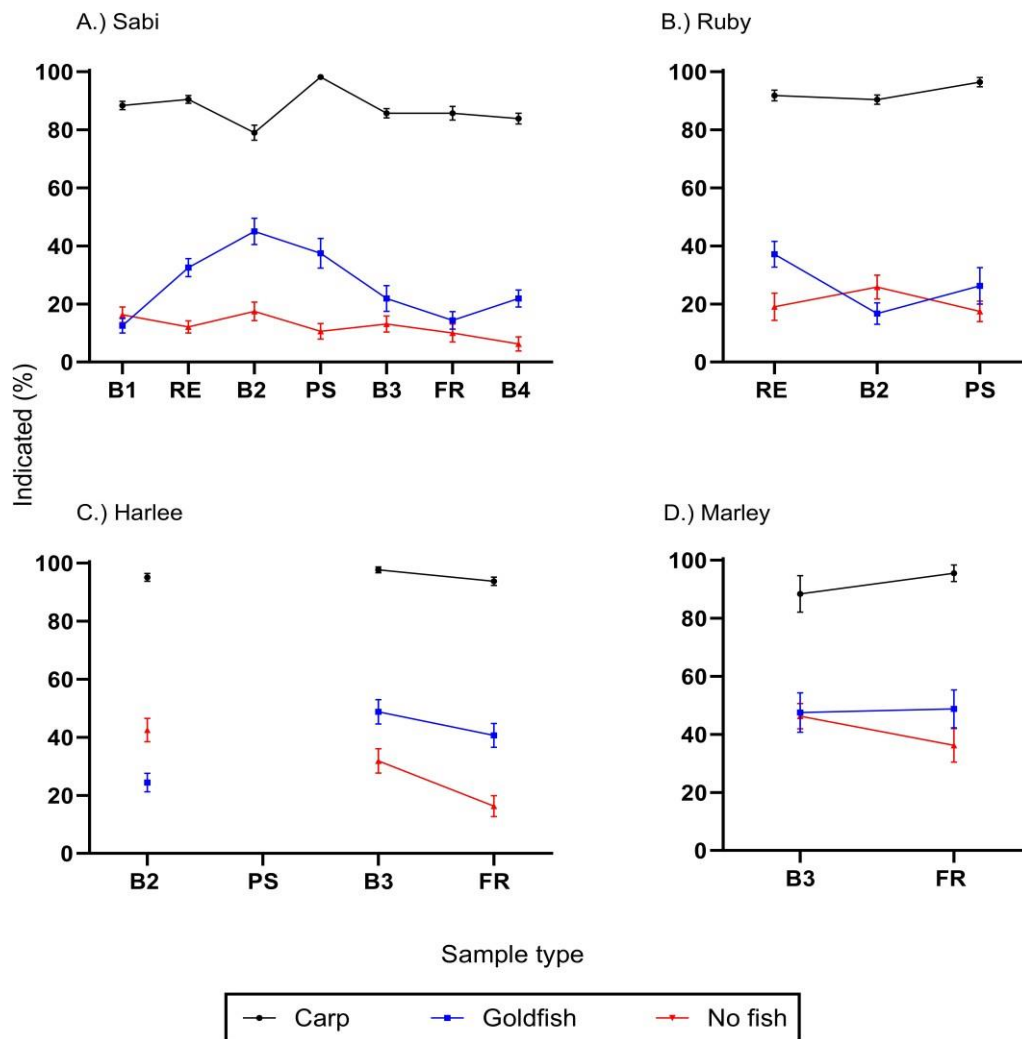 A.) Sabi
100
80
60
40
20
0
B1 RE B2 PS B3 FR B4
B.) Ruby
100
80
60
40
20
0
RE B2 PS
Indicated (%)
C.) Harlee
100
80
60
40
20
0
B2 PS B3 FR
D.) Marley
100
80
60
40
20
0
B3 FR
Sample type
Carp Goldfish No fish